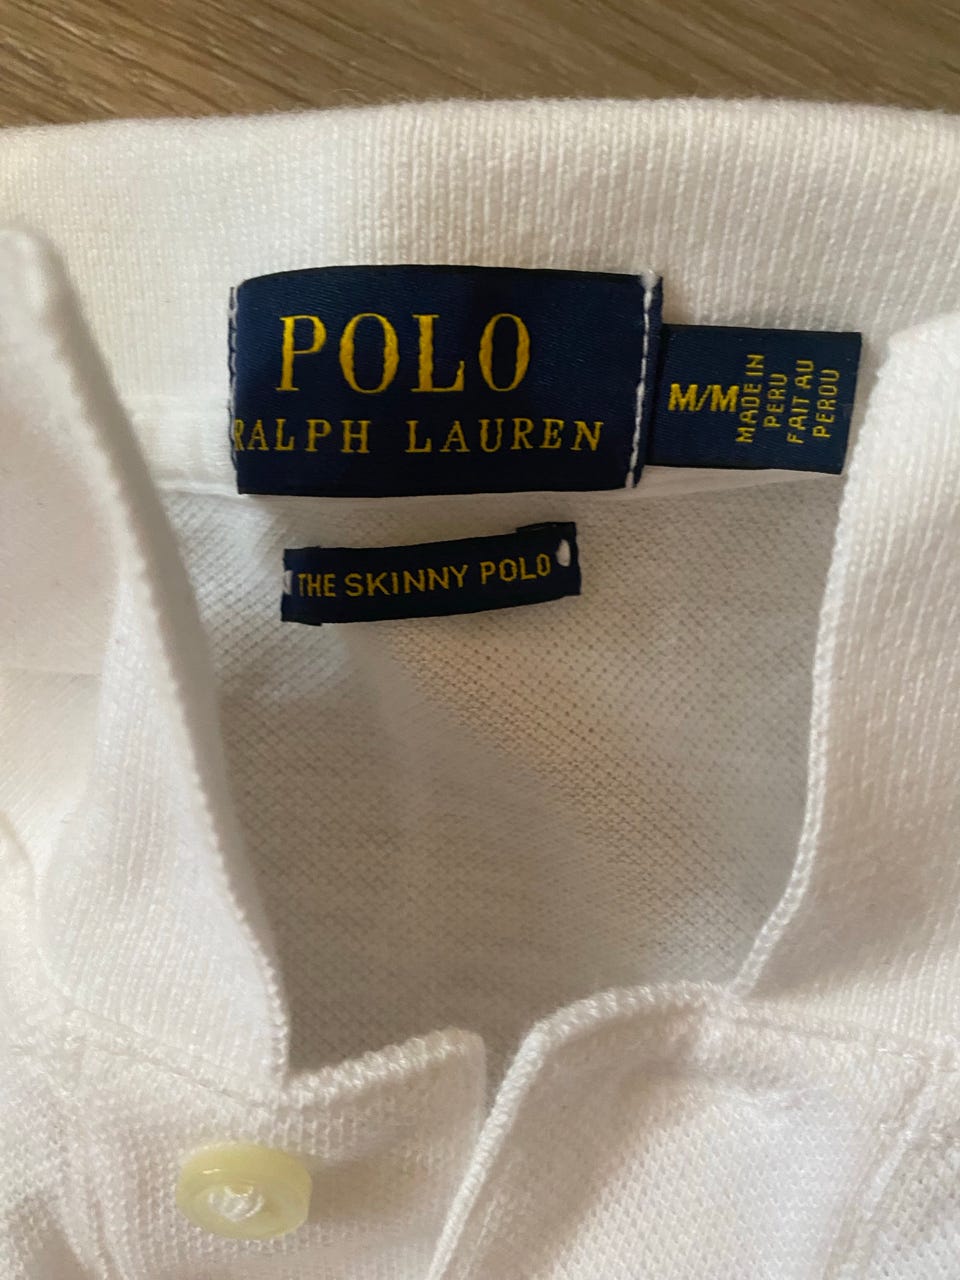 POLO
RALPH LAUREN
M/M
MADE IN
PERU
FAIT AU
PEROU
THE SKINNY POLO